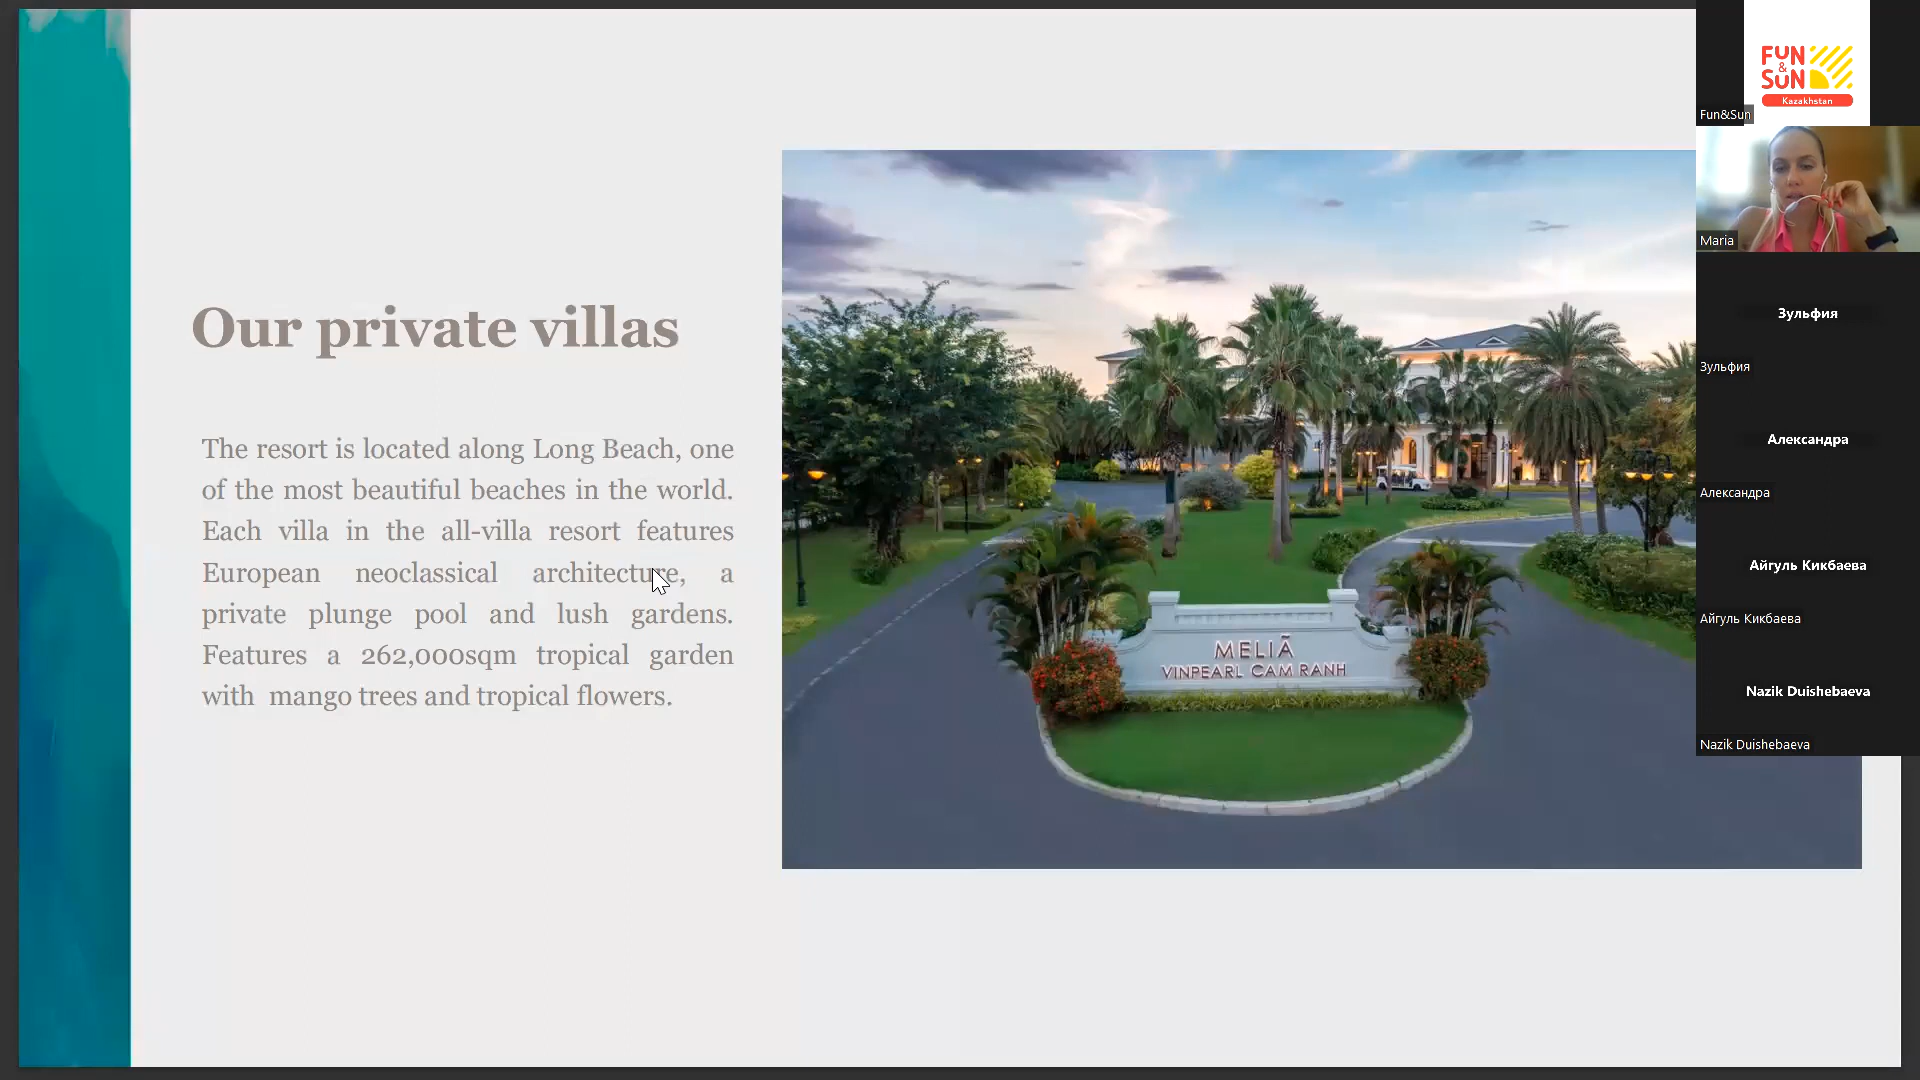 Our private villas
The resort is located along Long Beach, one
of the most beautiful beaches in the world.
Each villa in the all-villa resort features
European neoclassical architecture, a
private plunge pool and lush gardens.
Features a 262,000sqm tropical garden
with mango trees and tropical flowers.
MELIÃ
VINPEARL CAM RANH
FUN
&
SUN
Kazakhstan
Fun&Sun
Maria
Зульфия
Зульфия
Александра
Александра
Айгуль Кикбаева
Айгуль Кикбаева
Nazik Duishebaeva
Nazik Duishebaeva